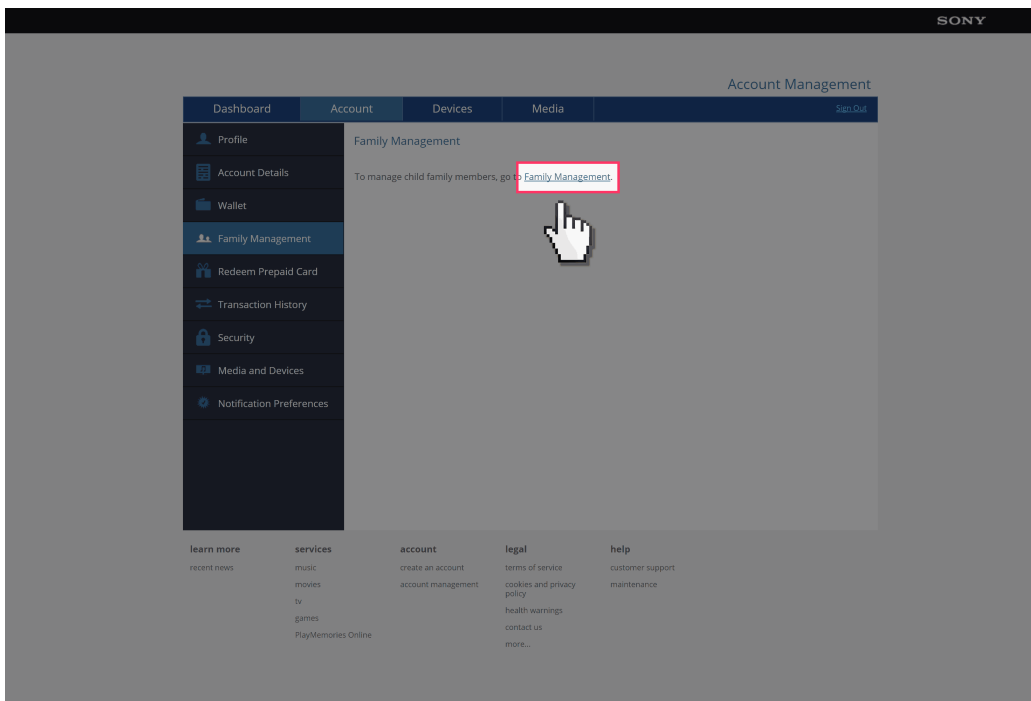 SONY
Account Management
Dashboard Account Devices Media Sign Out
Profile
Account Details
Wallet
Family Management
Redeem Prepaid Card
Transaction History
Security
Media and Devices
Notification Preferences
Family Management
To manage child family members, go to Family Management.
learn more
recent news
services
music
movies
tv
games
PlayMemories Online
account
create an account
account management
legal
terms of service
cookies and privacy
policy
health warnings
contact us
more...
help
customer support
maintenance